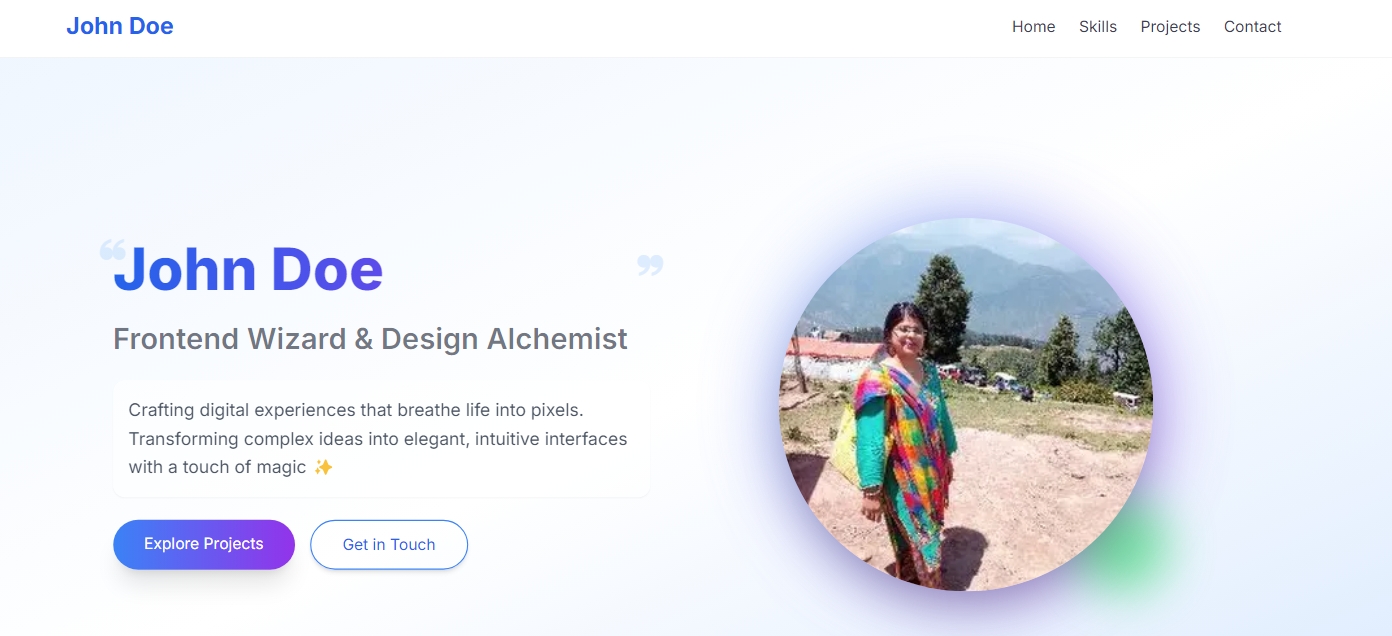 John Doe
Home Skills Projects Contact
❝
John Doe
❞
Frontend Wizard & Design Alchemist
Crafting digital experiences that breathe life into pixels.
Transforming complex ideas into elegant, intuitive interfaces
with a touch of magic ✨
Explore Projects
Get in Touch